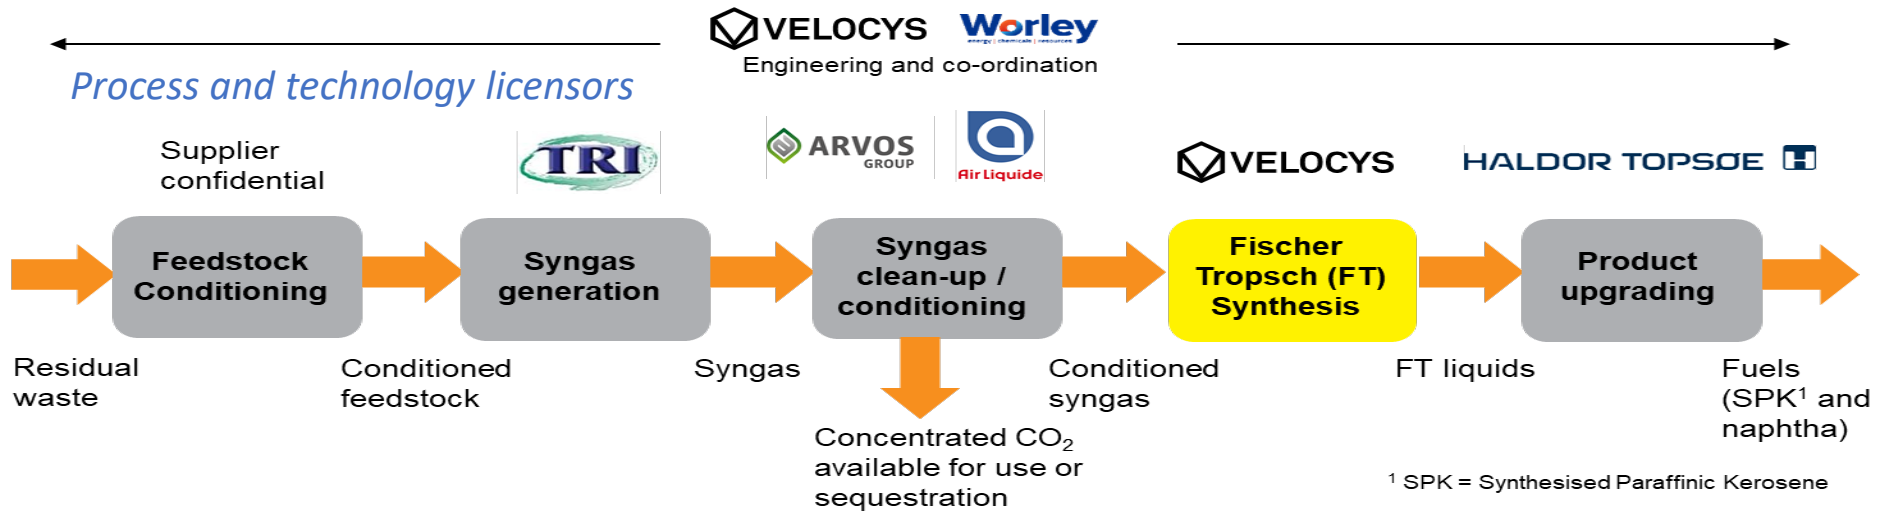 VELOCYS
Worley
energy | chemicals | resources
Engineering and co-ordination
Process and technology licensors
Supplier
confidential
TRI
ARVOS
GROUP
Air Liquide
VELOCYS
HALDOR TOPSØE
Feedstock
Conditioning
Syngas
generation
Syngas
clean-up /
conditioning
Fischer
Tropsch (FT)
Synthesis
Product
upgrading
Residual
waste
Conditioned
feedstock
Syngas
Conditioned
syngas
FT liquids
Fuels
(SPK¹ and
naphtha)
Concentrated CO₂
available for use or
sequestration
¹ SPK = Synthesised Paraffinic Kerosene